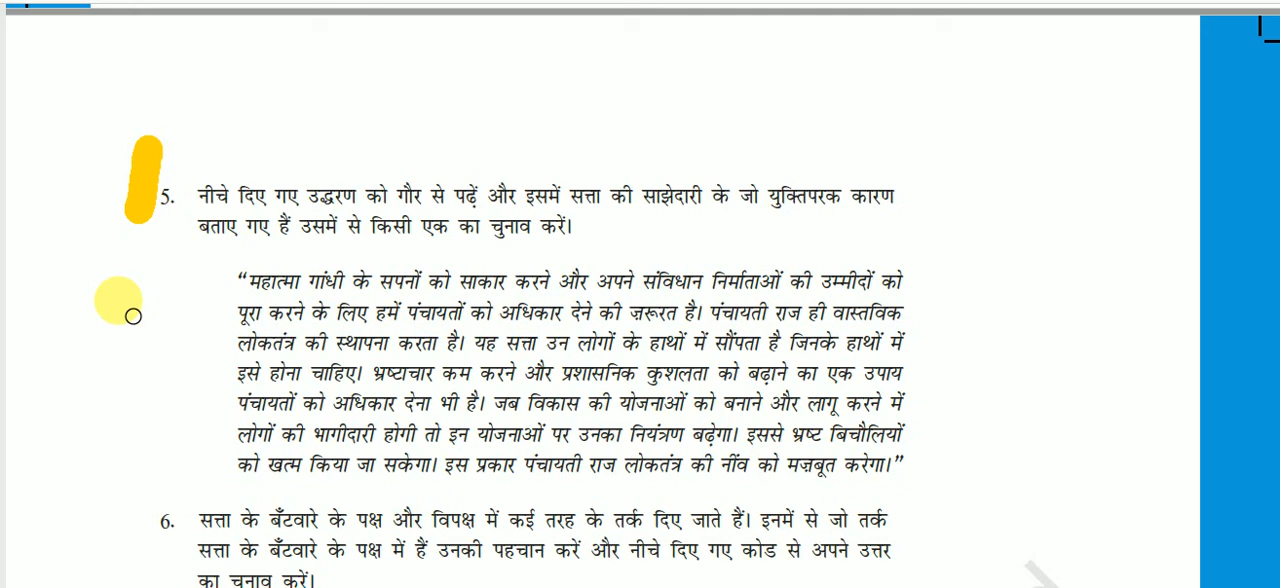 5. नीचे दिए गए उद्धरण को गौर से पढ़ें और इसमें सत्ता की साझेदारी के जो युक्तिपरक कारण
बताए गए हैं उसमें से किसी एक का चुनाव करें।
“महात्मा गांधी के सपनों को साकार करने और अपने संविधान निर्माताओं की उम्मीदों को
पूरा करने के लिए हमें पंचायतों को अधिकार देने की ज़रूरत है। पंचायती राज ही वास्तविक
लोकतंत्र की स्थापना करता है। यह सत्ता उन लोगों के हाथों में सौंपता है जिनके हाथों में
इसे होना चाहिए। भ्रष्टाचार कम करने और प्रशासनिक कुशलता को बढ़ाने का एक उपाय
पंचायतों को अधिकार देना भी है। जब विकास की योजनाओं को बनाने और लागू करने में
लोगों की भागीदारी होगी तो इन योजनाओं पर उनका नियंत्रण बढ़ेगा। इससे भ्रष्ट बिचौलियों
को खत्म किया जा सकेगा। इस प्रकार पंचायती राज लोकतंत्र की नींव को मज़बूत करेगा।”
6. सत्ता के बँटवारे के पक्ष और विपक्ष में कई तरह के तर्क दिए जाते हैं। इनमें से जो तर्क
सत्ता के बँटवारे के पक्ष में हैं उनकी पहचान करें और नीचे दिए गए कोड से अपने उत्तर
का चुनाव करें।